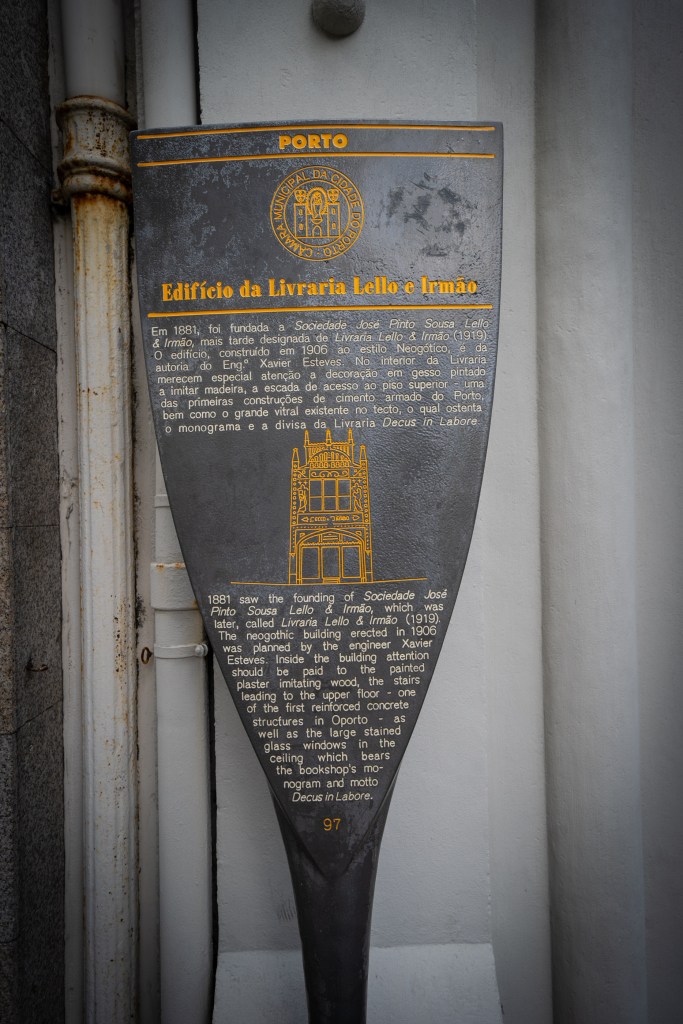 PORTO
CÂMARA MUNICIPAL DA CIDADE DO PORTO
Edifício da Livraria Lello e Irmão
Em 1881, foi fundada a Sociedade José Pinto Sousa Lello
& Irmão, mais tarde designada de Livraria Lello & Irmão (1919)
O edifício, construído em 1906 ao estilo Neogótico, é da
autoria do Eng.º Xavier Esteves. No interior da Livraria
merecem especial atenção a decoração em gesso pintado
a imitar madeira, a escada de acesso ao piso superior - uma
das primeiras construções de cimento armado do Porto,
bem como o grande vitral existente no tecto, o qual ostenta
o monograma e a divisa da Livraria Decus in Labore.
1881 saw the founding of Sociedade José
Pinto Sousa Lello & Irmão, which was
later, called Livraria Lello & Irmão (1919).
The neogothic building erected in 1906
was planned by the engineer Xavier
Esteves. Inside the building attention
should be paid to the painted
plaster imitating wood, the stairs
leading to the upper floor - one
of the first reinforced concrete
structures in Oporto - as
well as the large stained
glass windows in the
ceiling which bears
the bookshop's mo-
nogram and motto
Decus in Labore.
97